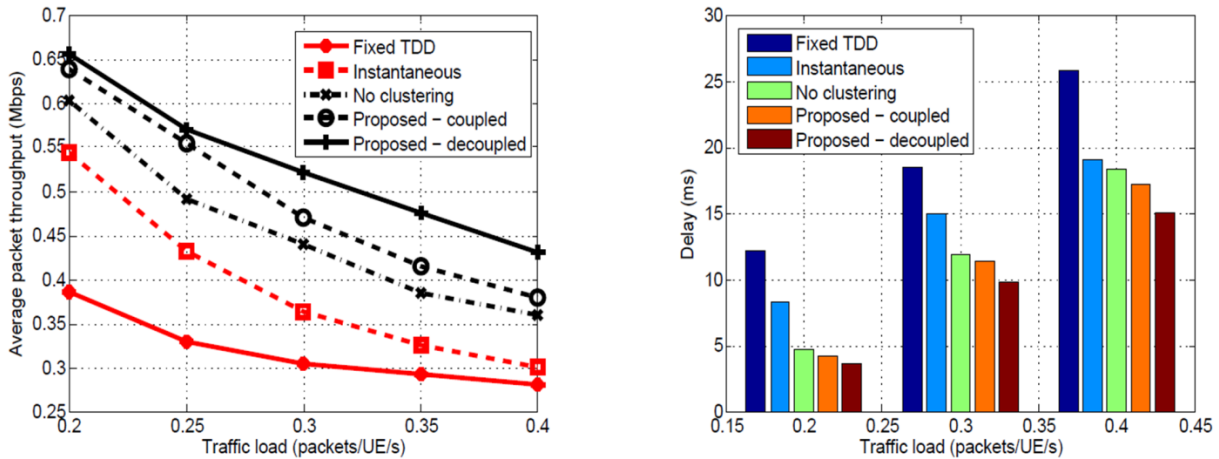 0.7
0.65
0.6
0.55
0.5
0.45
0.4
0.35
0.3
0.25
Average packet throughput (Mbps)
Fixed TDD
Instantaneous
No clustering
Proposed − coupled
Proposed − decoupled
0.2
0.25
0.3
0.35
0.4
Traffic load (packets/UE/s)
30
25
20
15
10
5
0
Delay (ms)
Fixed TDD
Instantaneous
No clustering
Proposed − coupled
Proposed − decoupled
0.15
0.2
0.25
0.3
0.35
0.4
0.45
Traffic load (packets/UE/s)